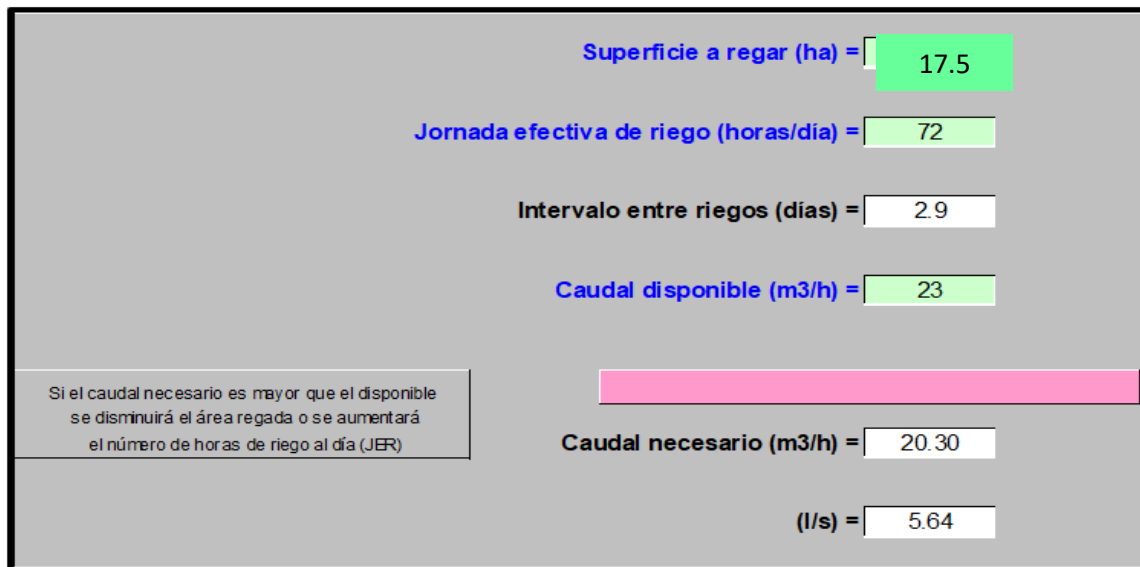 Superficie a regar (ha) = 17.5
Jornada efectiva de riego (horas/día) = 72
Intervalo entre riegos (días) = 2.9
Caudal disponible (m3/h) = 23
Si el caudal necesario es mayor que el disponible
se disminuirá el área regada o se aumentará
el número de horas de riego al día (JER)
Caudal necesario (m3/h) = 20.30
(l/s) = 5.64